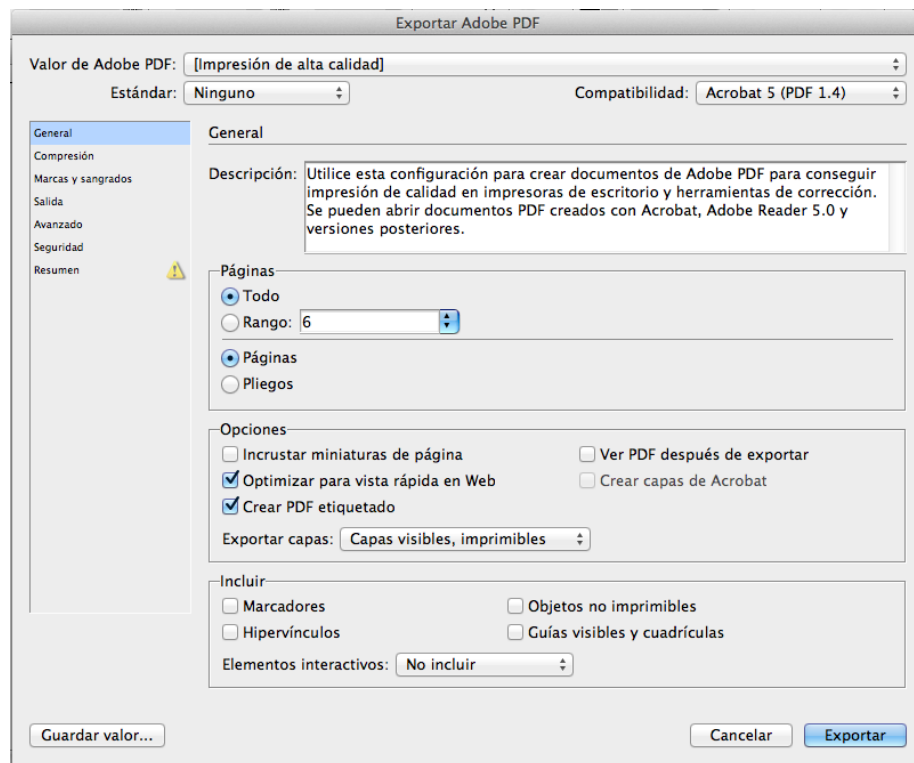 Exportar Adobe PDF
Valor de Adobe PDF: [Impresión de alta calidad]
Estándar: Ninguno Compatibilidad: Acrobat 5 (PDF 1.4)
General
Compresión
Marcas y sangrados
Salida
Avanzado
Seguridad
Resumen
General
Descripción: Utilice esta configuración para crear documentos de Adobe PDF para conseguir
impresión de calidad en impresoras de escritorio y herramientas de corrección.
Se pueden abrir documentos PDF creados con Acrobat, Adobe Reader 5.0 y
versiones posteriores.
Páginas
Todo
Rango: 6
Páginas
Pliegos
Opciones
Incrustar miniaturas de página Ver PDF después de exportar
Optimizar para vista rápida en Web Crear capas de Acrobat
Crear PDF etiquetado
Exportar capas: Capas visibles, imprimibles
Incluir
Marcadores Objetos no imprimibles
Hipervínculos Guías visibles y cuadrículas
Elementos interactivos: No incluir
Guardar valor... Cancelar Exportar